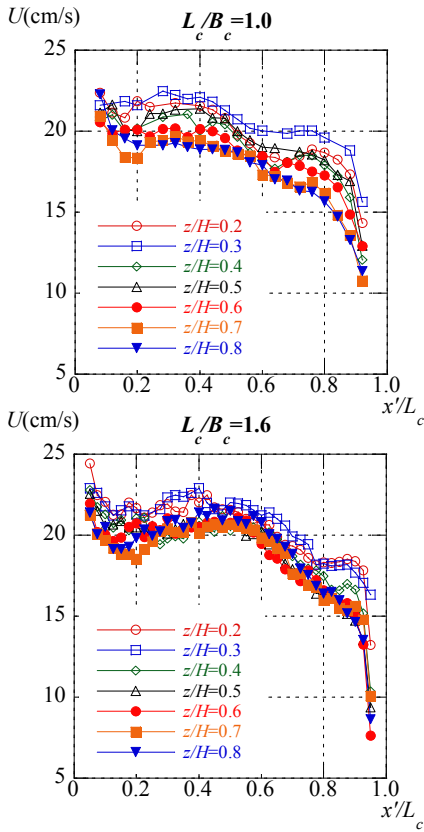 U(cm/s) L_c/B_c=1.0
25
20
15
10
5
z/H=0.2
z/H=0.3
z/H=0.4
z/H=0.5
z/H=0.6
z/H=0.7
z/H=0.8
0 0.2 0.4 0.6 0.8 1.0
x'/L_c
U(cm/s) L_c/B_c=1.6
25
20
15
10
5
z/H=0.2
z/H=0.3
z/H=0.4
z/H=0.5
z/H=0.6
z/H=0.7
z/H=0.8
0 0.2 0.4 0.6 0.8 1.0
x'/L_c